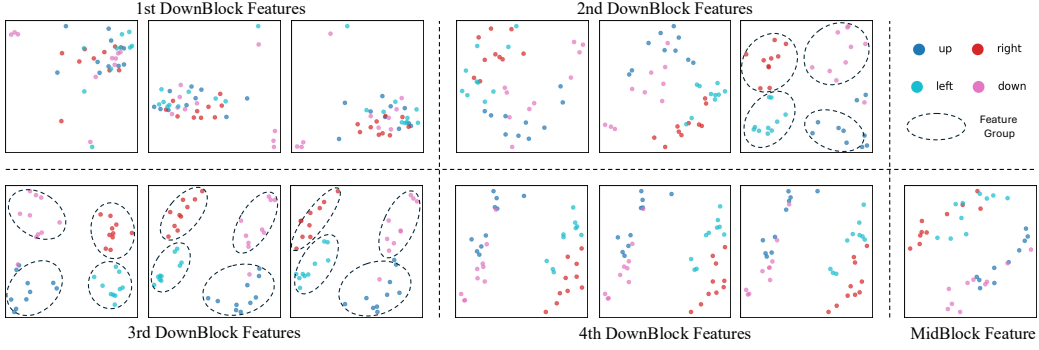 1st DownBlock Features
2nd DownBlock Features
up
right
left
down
Feature
Group
3rd DownBlock Features
4th DownBlock Features
MidBlock Feature